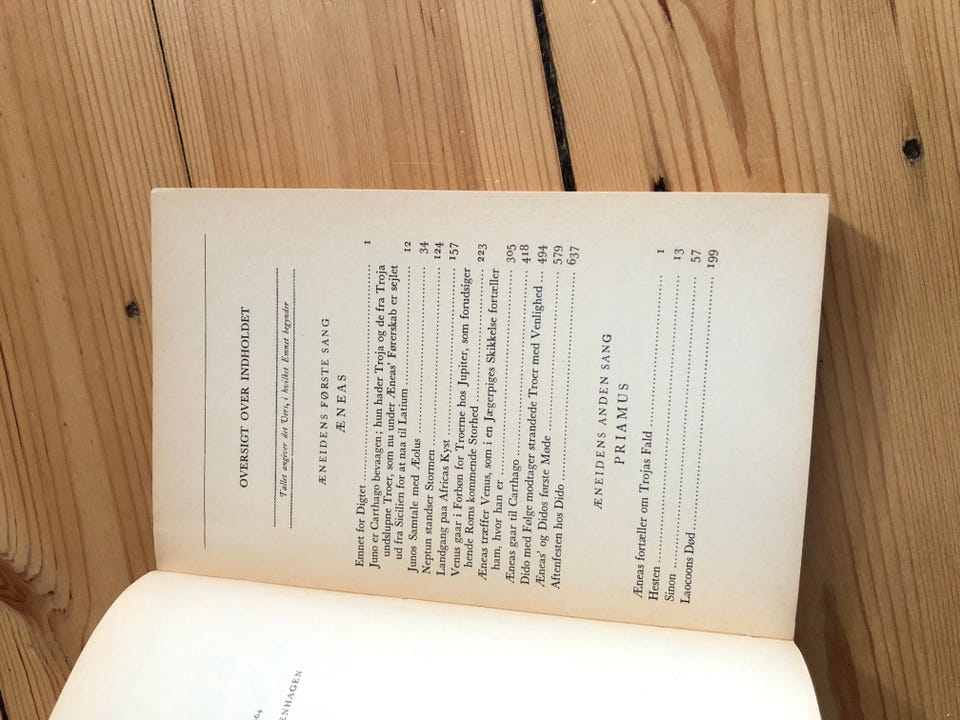 OVERSIGT OVER INDHOLDET
Tallet angiver det Vers, i hvilket Emnet begynder
ÆNEIDENS FØRSTE SANG
ÆNEAS
Emnet for Digtet .......... 1
Juno er Carthago bevaagen; hun hader Troja og de fra Troja
undslupne Troer, som nu under Æneas' Førerskab er sejlet
ud fra Sicilien for at naa til Latium .......... 12
Junos Samtale med Æolus .......... 34
Neptun standser Stormen .......... 124
Landgang paa Africas Kyst .......... 157
Venus gaar i Forbøn for Troerne hos Jupiter, som forudsiger
hende Roms kommende Storhed .......... 223
Æneas træffer Venus, som i en Jægerpiges Skikkelse fortæller
ham, hvor han er .......... 305
Æneas gaar til Carthago .......... 418
Dido med Følge modtager strandede Troer med Venlighed .. 494
Æneas' og Didos første Møde .......... 579
Aftenfesten hos Dido .......... 637
ÆNEIDENS ANDEN SANG
PRIAMUS
Æneas fortæller om Trojas Fald .......... 1
Hesten .......... 13
Sinon .......... 57
Laocoons Død .......... 199
64
ENHAGEN